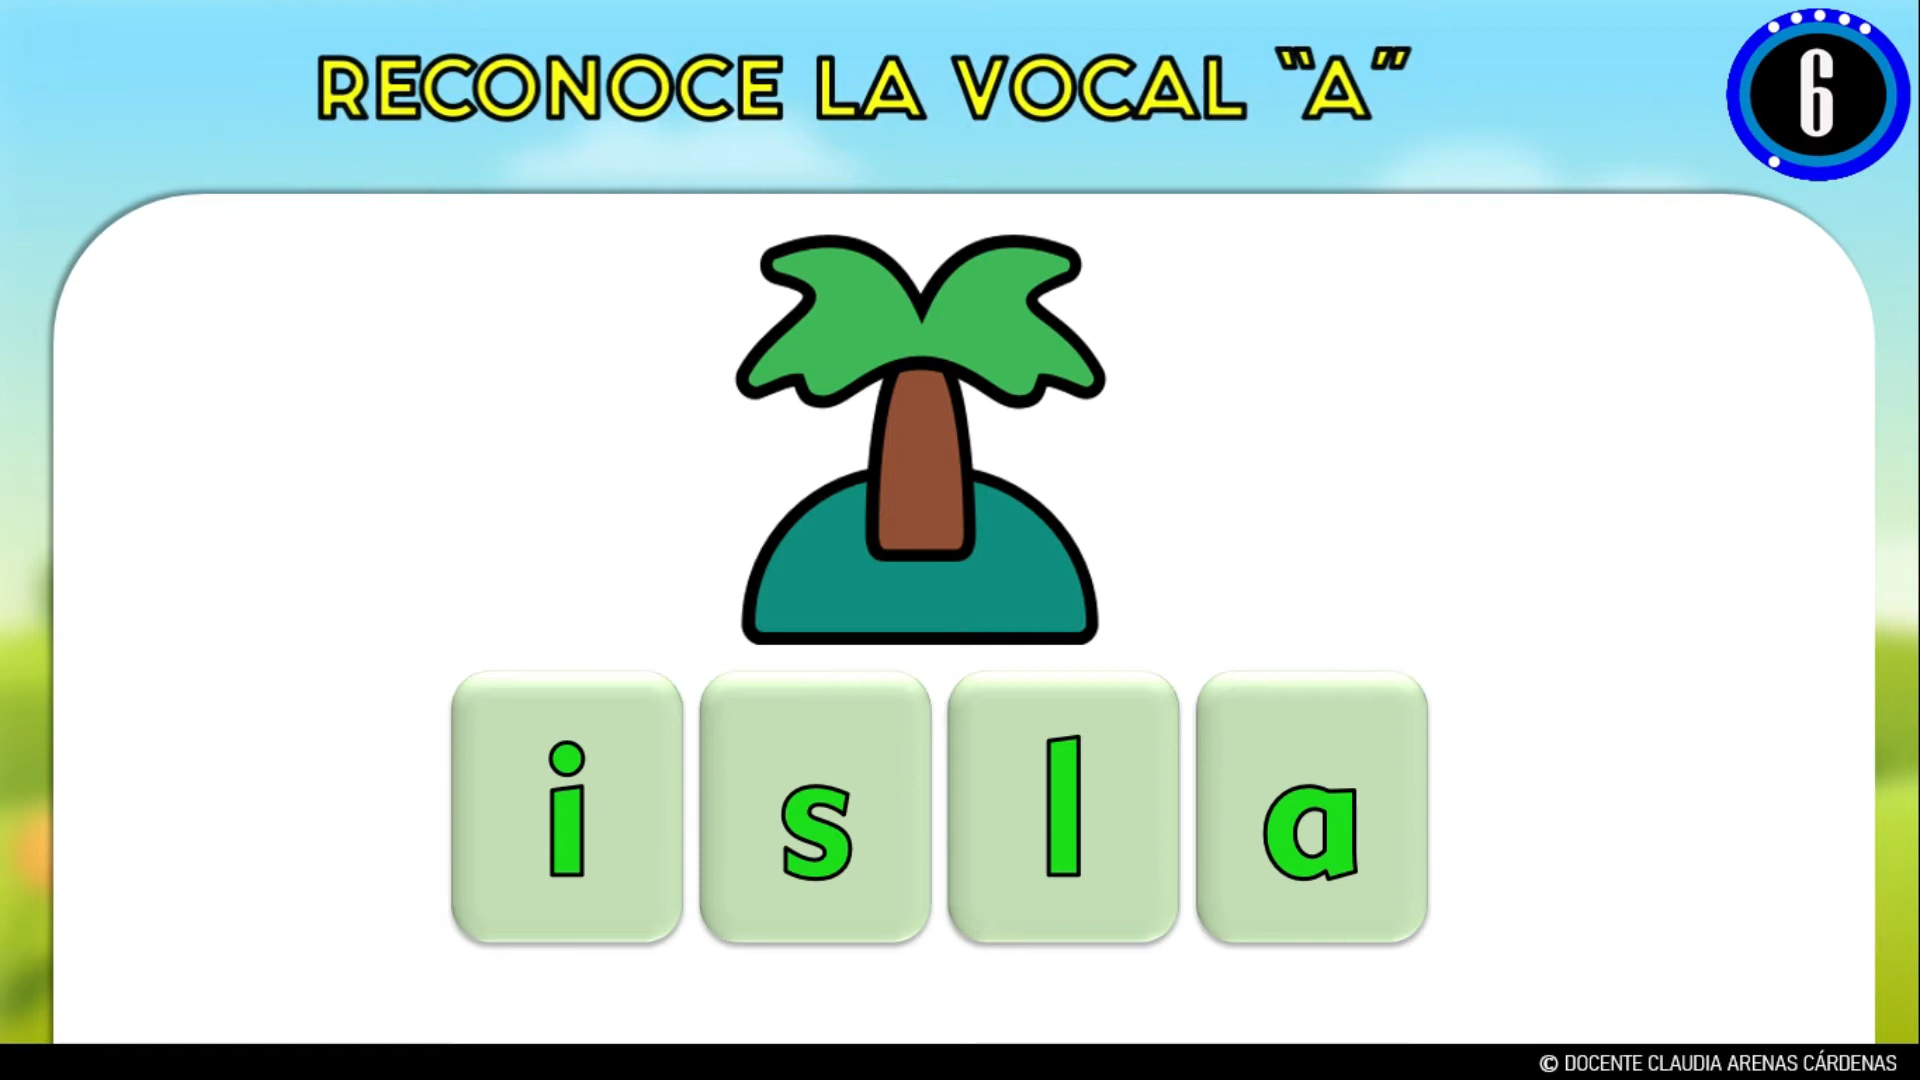 RECONOCE LA VOCAL “A”
6
i s l a
© DOCENTE CLAUDIA ARENAS CÁRDENAS